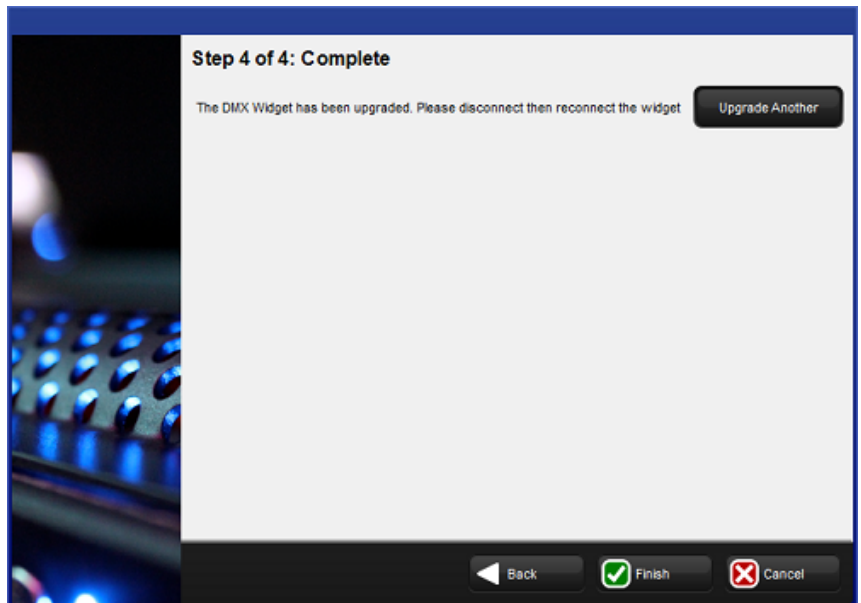 Step 4 of 4: Complete
The DMX Widget has been upgraded. Please disconnect then reconnect the widget
Upgrade Another
Back
Finish
Cancel